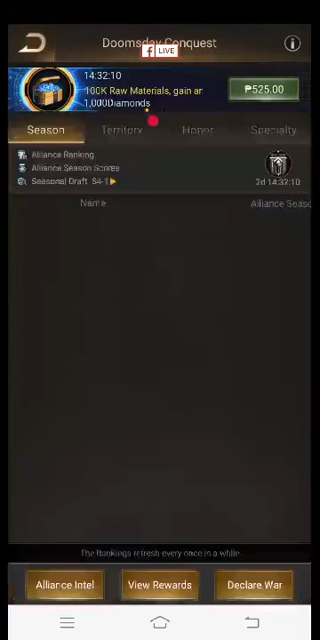 Doomsday Conquest
LIVE
14:32:10
100K Raw Materials, gain ar
1,000Diamonds
₱525.00
Season
Territory
Honor
Specialty
Alliance Ranking
Alliance Season Scores
Seasonal Draft S4-1
2d 14:32:10
Name
Alliance Seaso
The Rankings refresh every once in a while
Alliance Intel
View Rewards
Declare War